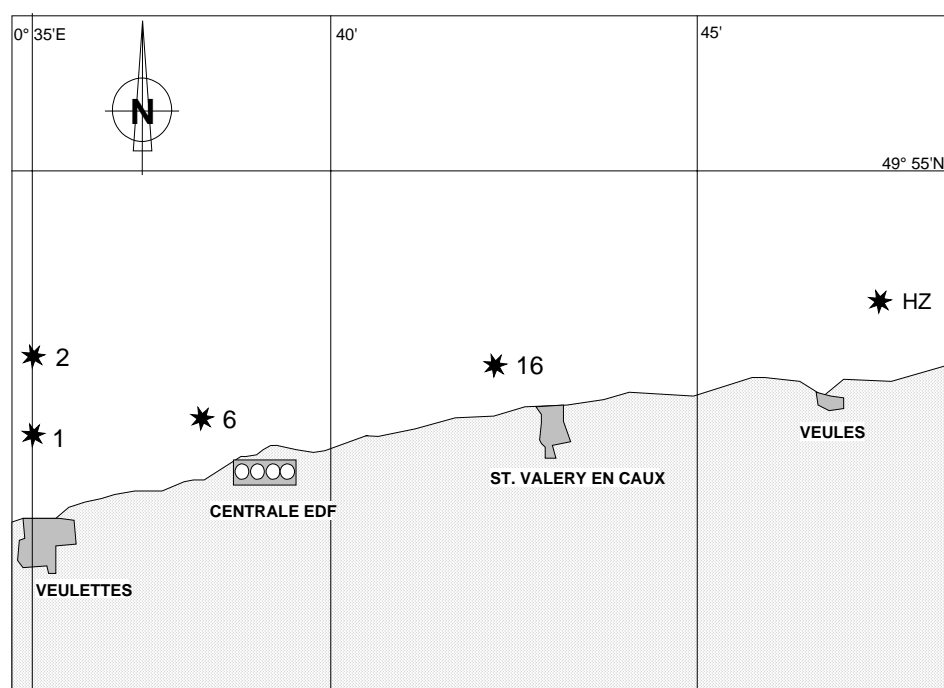 0° 35'E
40'
45'
N
49° 55'N
HZ
2
16
6
1
VEULES
ST. VALERY EN CAUX
CENTRALE EDF
VEULETTES